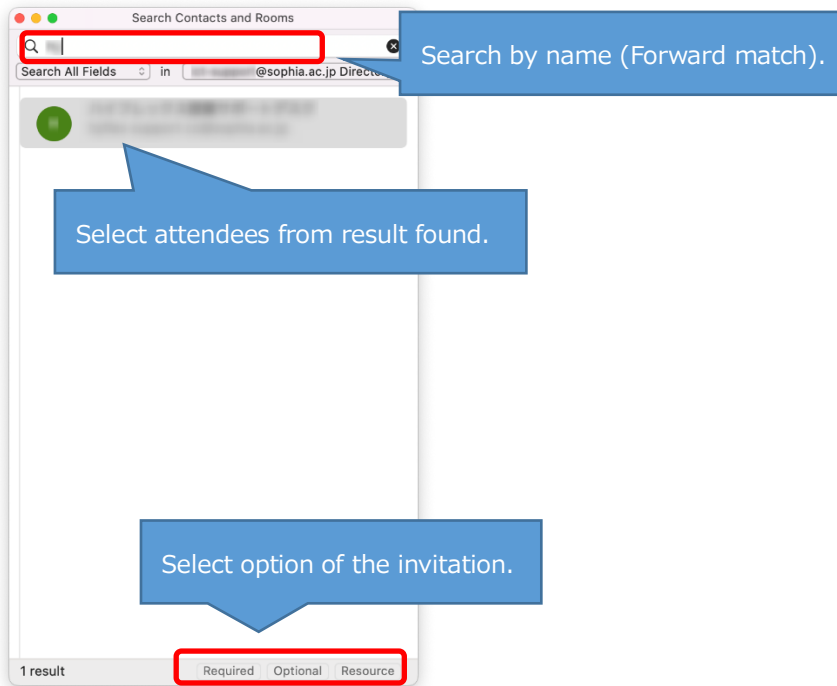 Search Contacts and Rooms
Search by name (Forward match).
Search All Fields in @sophia.ac.jp
Select attendees from result found.
Select option of the invitation.
1 result Required Optional Resource